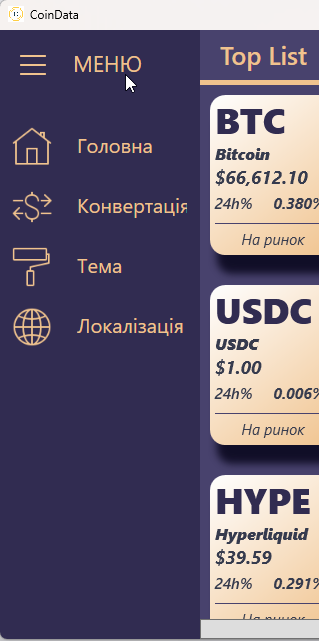 CoinData
МЕНЮ
Головна
Конвертація
Тема
Локалізація
Top List
BTC
Bitcoin
$66,612.10
24h% 0.380%
На ринок
USDC
USDC
$1.00
24h% 0.006%
На ринок
HYPE
Hyperliquid
$39.59
24h% 0.291%
На ринок